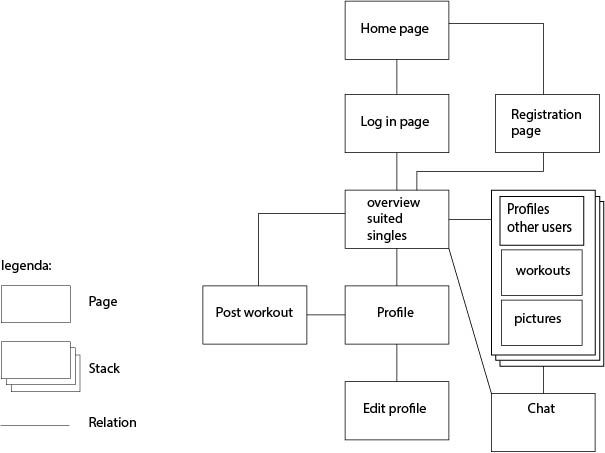 Home page
Log in page
Registration
page
overview
suited
singles
Profiles
other users
workouts
pictures
legenda:
Page
Stack
Relation
Post workout
Profile
Edit profile
Chat